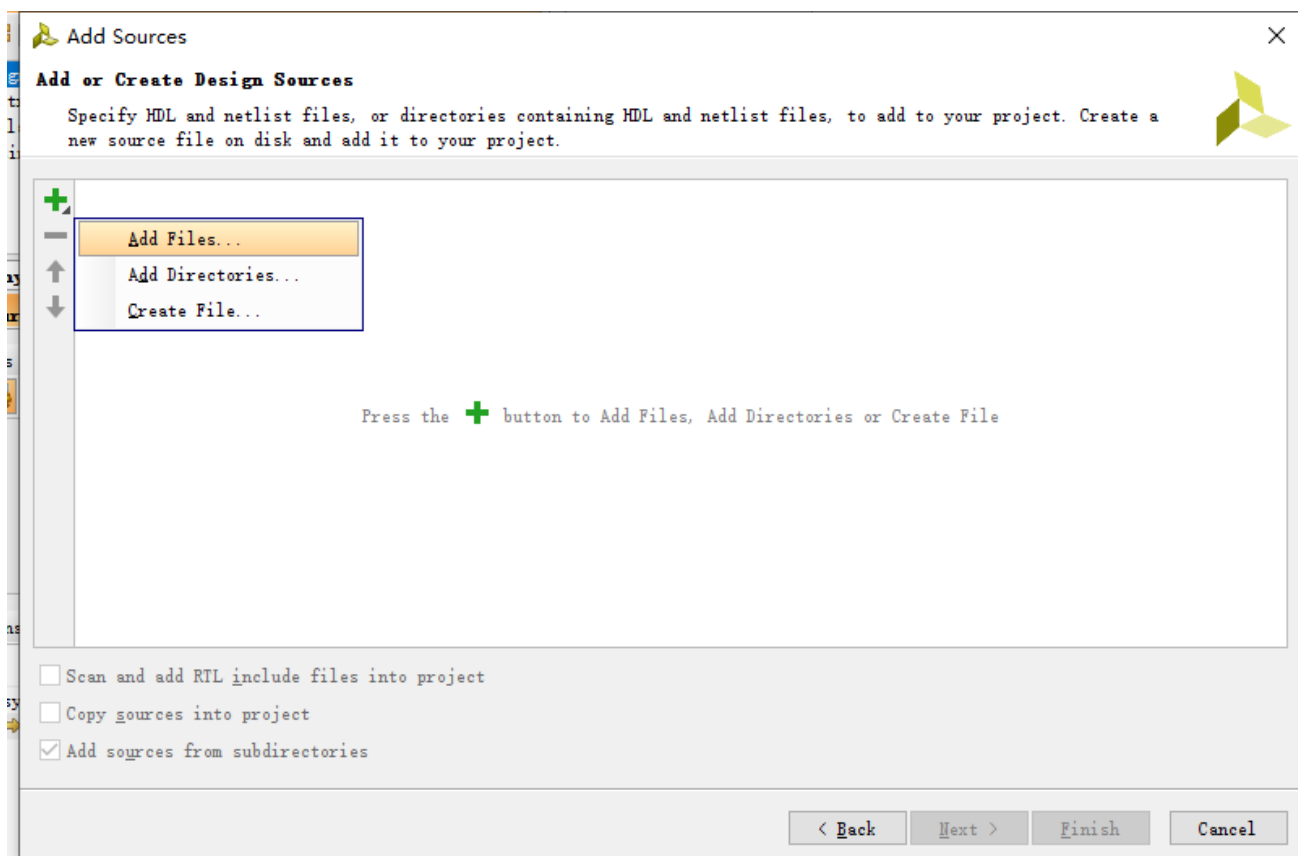 Add Sources
Add or Create Design Sources
Specify HDL and netlist files, or directories containing HDL and netlist files, to add to your project. Create a
new source file on disk and add it to your project.
Add Files...
Add Directories...
Create File...
Press the button to Add Files, Add Directories or Create File
Scan and add RTL include files into project
Copy sources into project
Add sources from subdirectories
< Back
Next >
Finish
Cancel